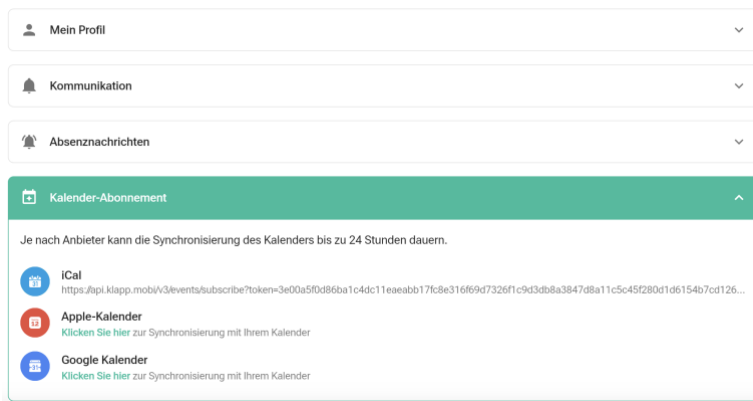 Mein Profil
Kommunikation
Absenznachrichten
Kalender-Abonnement
Je nach Anbieter kann die Synchronisierung des Kalenders bis zu 24 Stunden dauern.
iCal
https://api.klapp.mobi/v3/events/subscribe?token=3e00a5f0d86ba1c4dc11eaeabb17fc8e316f69d7326f1c9d3db8a3847d8a11c5c45f280d1d6154b7cd126...
Apple-Kalender
Klicken Sie hier zur Synchronisierung mit Ihrem Kalender
Google Kalender
Klicken Sie hier zur Synchronisierung mit Ihrem Kalender